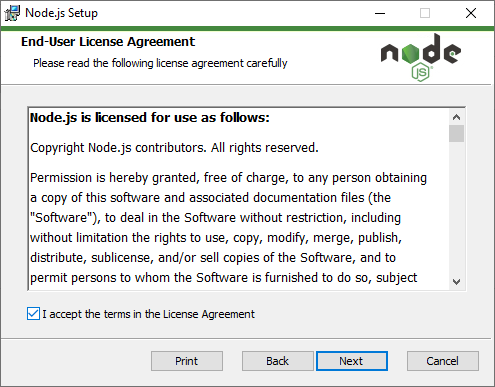 Node.js Setup
End-User License Agreement
Please read the following license agreement carefully
node
JS
Node.js is licensed for use as follows:
Copyright Node.js contributors. All rights reserved.
Permission is hereby granted, free of charge, to any person obtaining
a copy of this software and associated documentation files (the
"Software"), to deal in the Software without restriction, including
without limitation the rights to use, copy, modify, merge, publish,
distribute, sublicense, and/or sell copies of the Software, and to
permit persons to whom the Software is furnished to do so, subject
I accept the terms in the License Agreement
Print
Back
Next
Cancel